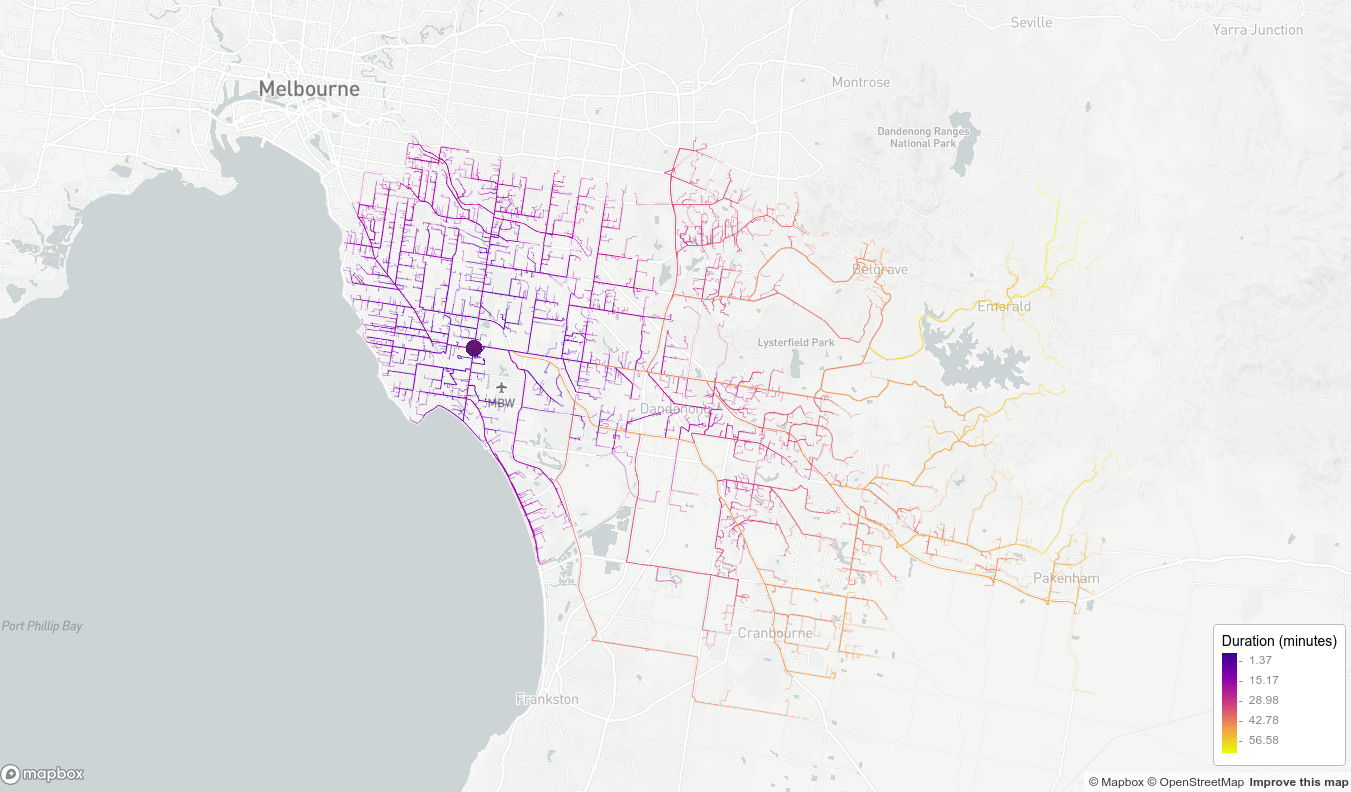 Seville
Yarra Junction
Melbourne
Montrose
Dandenong Ranges
National Park
Belgrave
Emerald
Lysterfield Park
MBW
Dandenong
Pakenham
Port Phillip Bay
Cranbourne
Frankston
Duration (minutes)
1.37
15.17
28.98
42.78
56.58
mapbox
© Mapbox © OpenStreetMap Improve this map